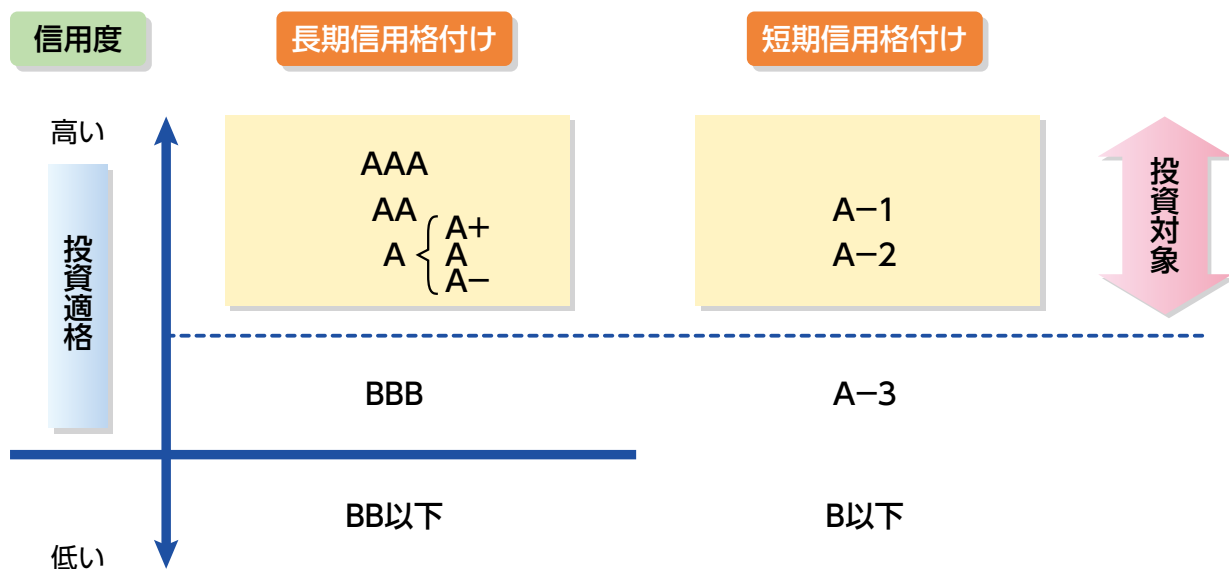 信用度
長期信用格付け
短期信用格付け
高い
投資適格
AAA
AA
A
A+
A
A−
A−1
A−2
投資対象
BBB
A−3
BB以下
B以下
低い